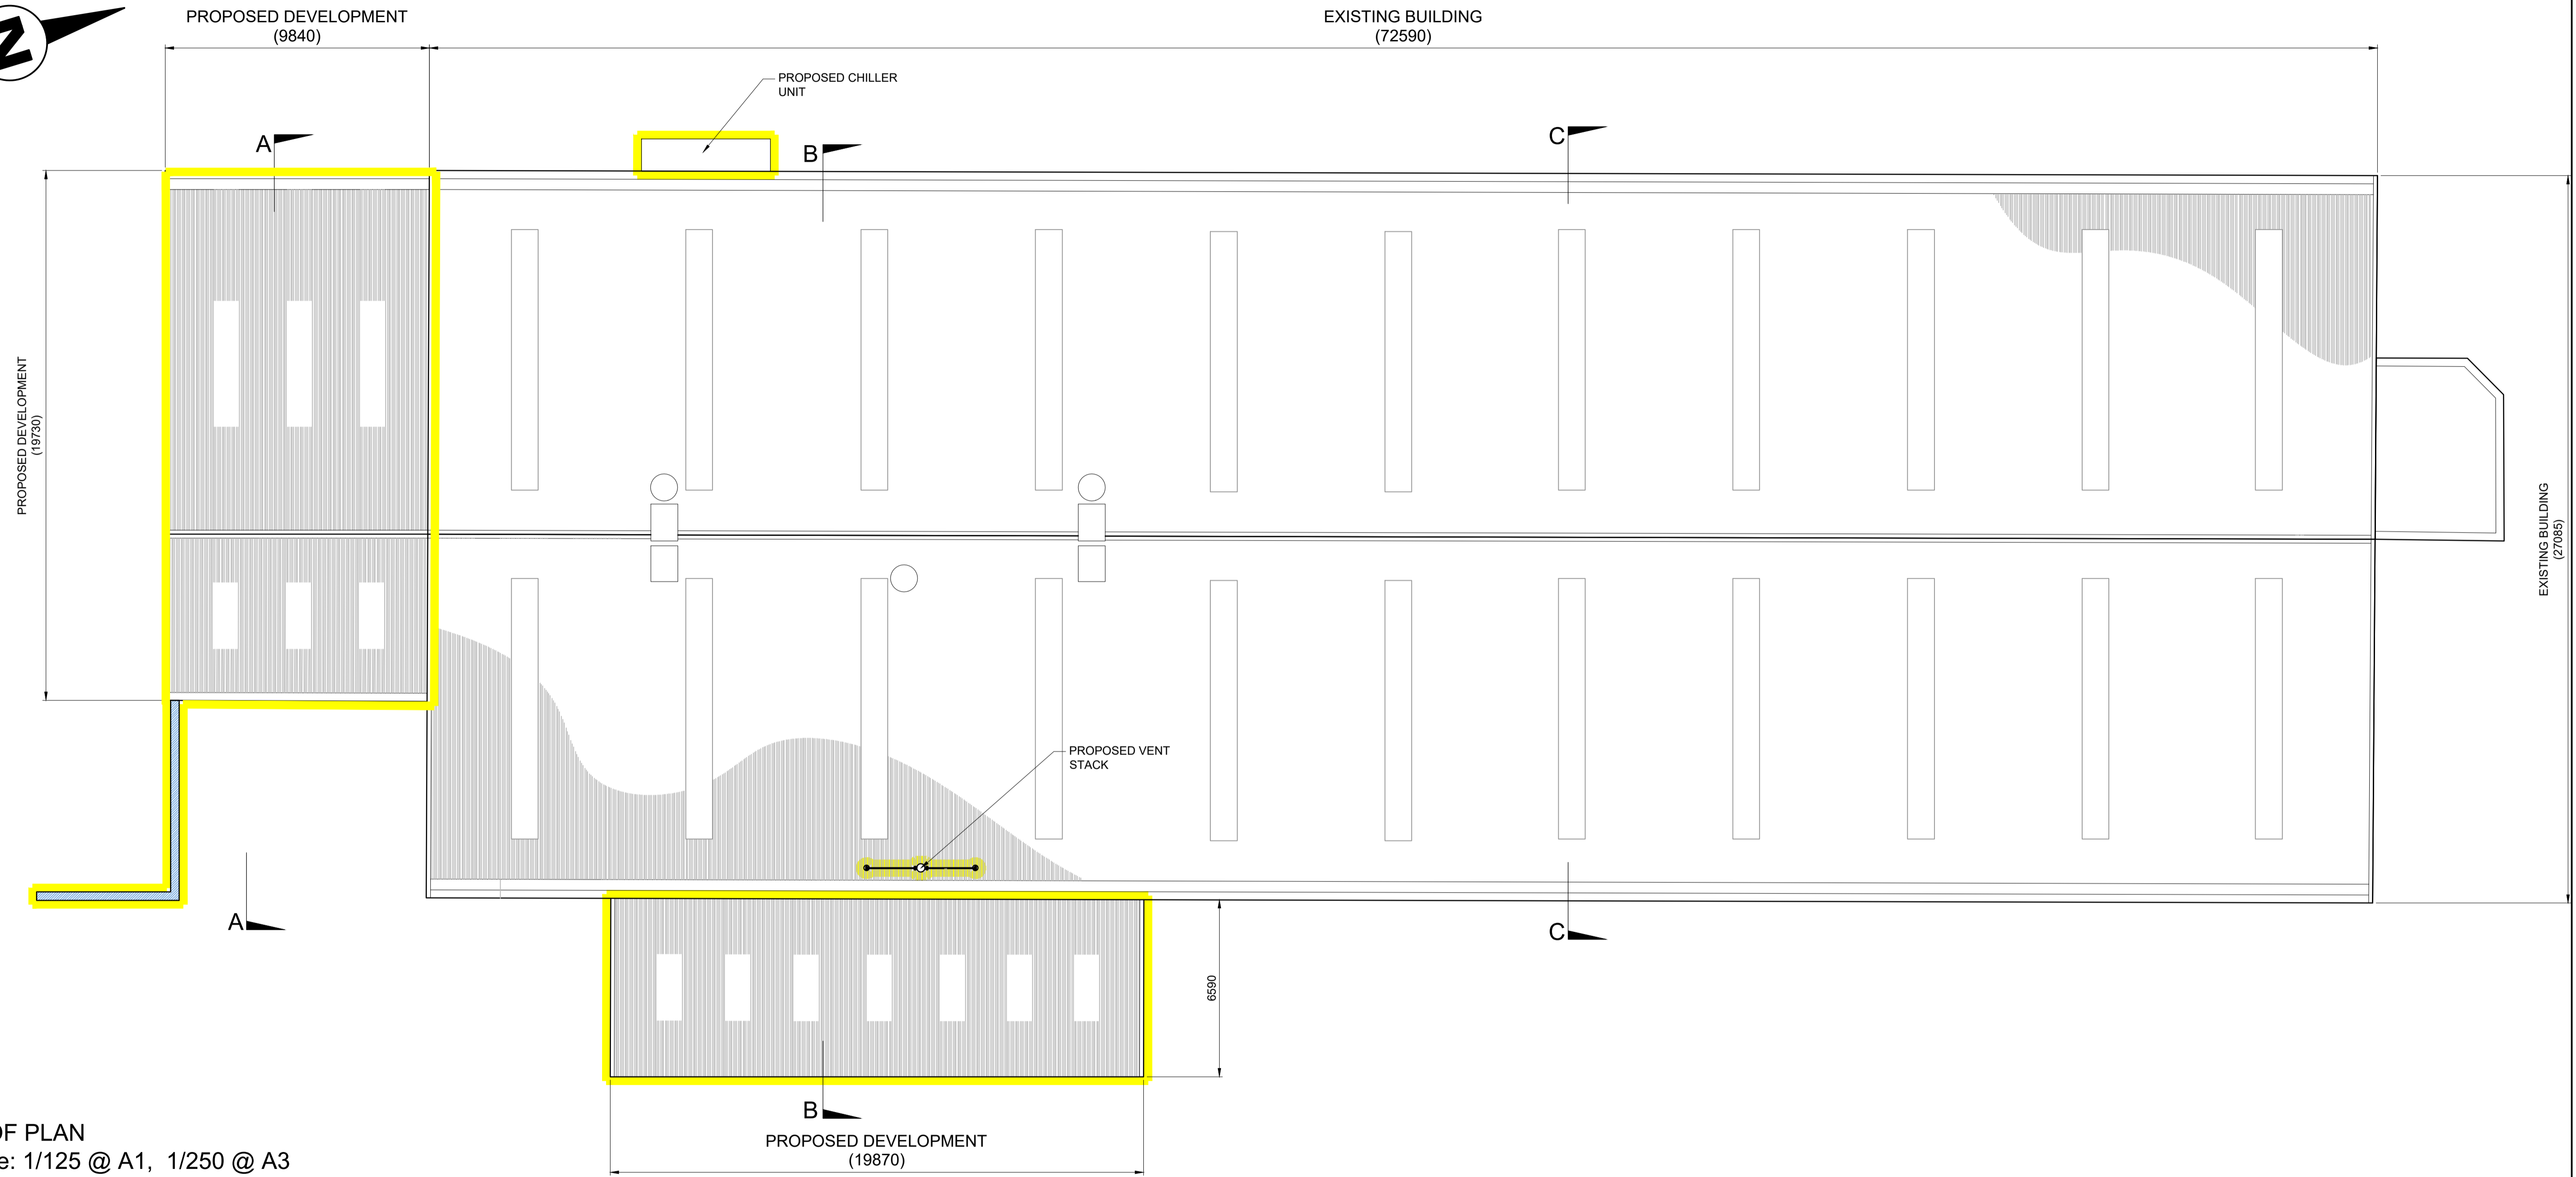 N
PROPOSED DEVELOPMENT
(9840)
EXISTING BUILDING
(72590)
PROPOSED CHILLER
UNIT
A
B
C
PROPOSED DEVELOPMENT
(19730)
EXISTING BUILDING
(27085)
PROPOSED VENT
STACK
A
C
6590
B
PROPOSED DEVELOPMENT
(19870)
OF PLAN
e: 1/125 @ A1, 1/250 @ A3